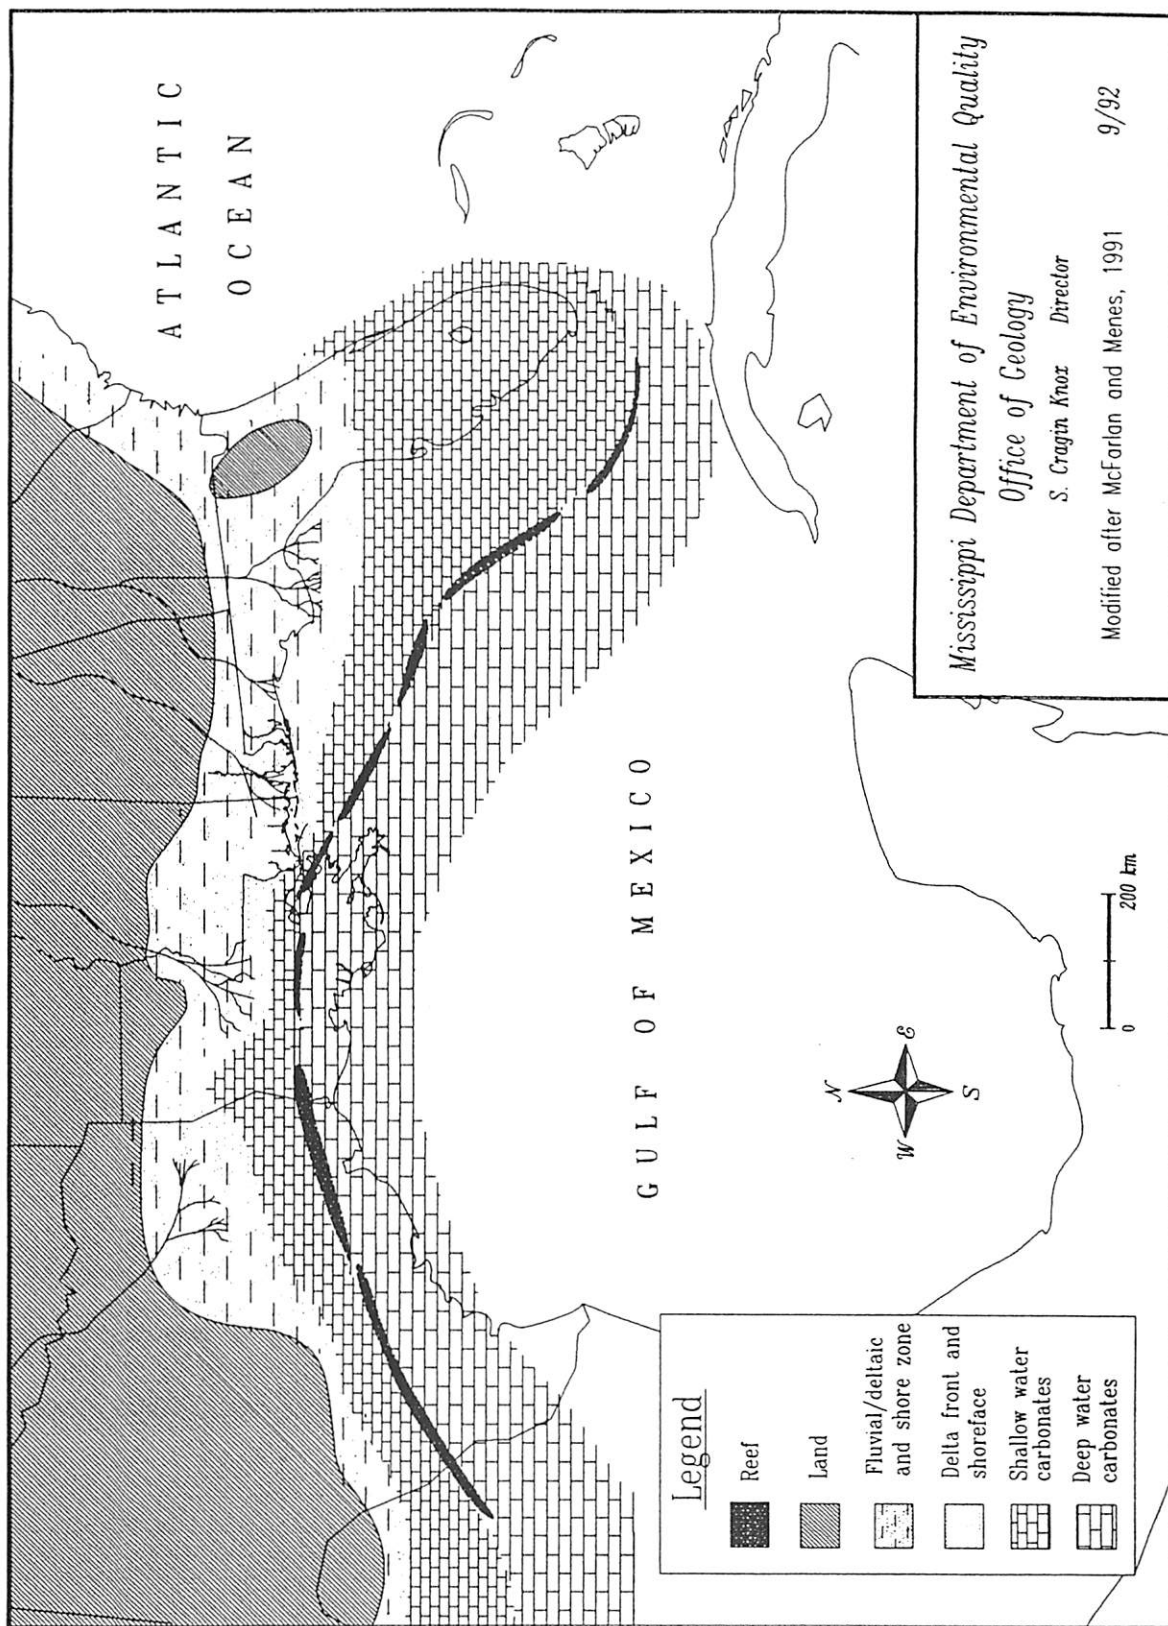 ATLANTIC
OCEAN
GULF OF MEXICO
N
W
E
S
0
200 km
Legend
Reef
Land
Fluvial/deltaic
and shore zone
Delta front and
shoreface
Shallow water
carbonates
Deep water
carbonates
Mississippi Department of Environmental Quality
Office of Geology
S. Cragin Knox Director
Modified after McFarlan and Menes, 1991 9/92